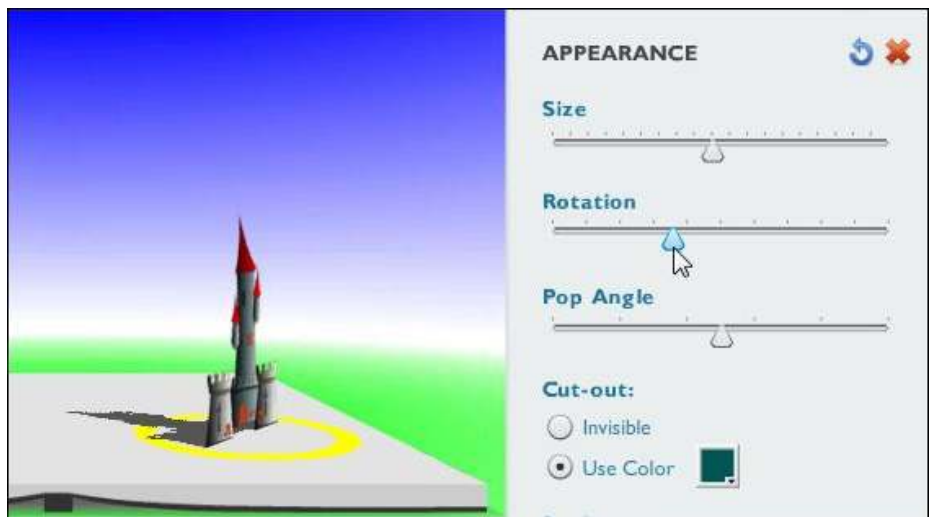 APPEARANCE
Size
Rotation
Pop Angle
Cut-out:
Invisible
Use Color